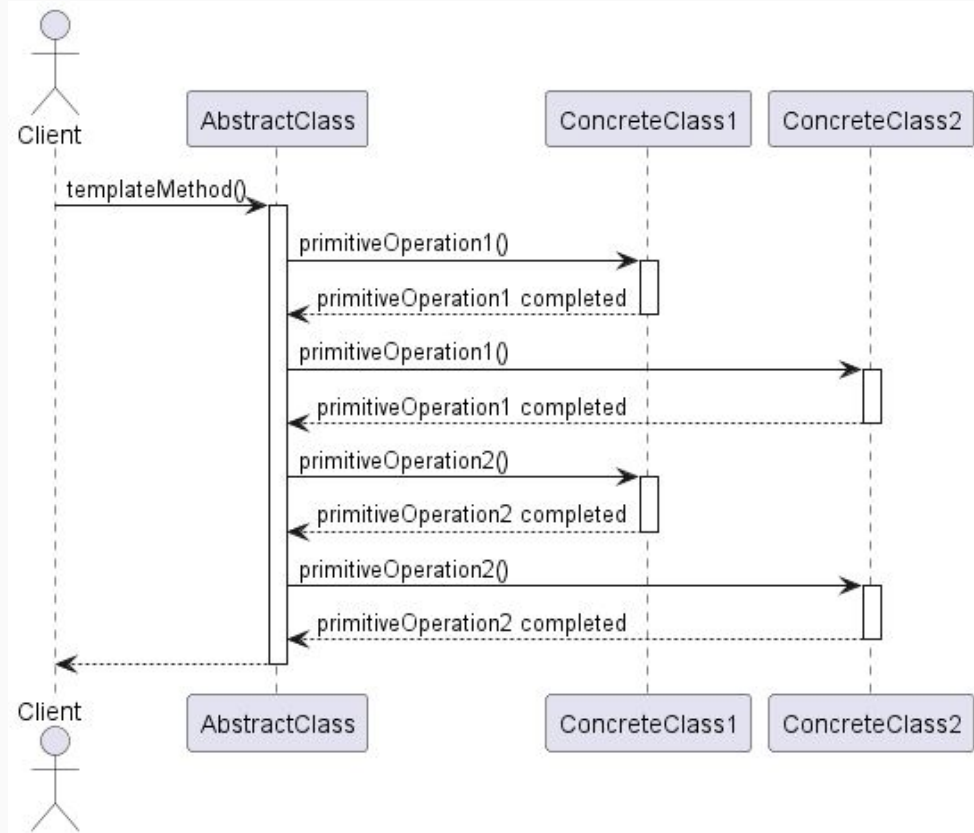 Client
AbstractClass
ConcreteClass1
ConcreteClass2
templateMethod()
primitiveOperation1()
primitiveOperation1 completed
primitiveOperation1()
primitiveOperation1 completed
primitiveOperation2()
primitiveOperation2 completed
primitiveOperation2()
primitiveOperation2 completed
Client
AbstractClass
ConcreteClass1
ConcreteClass2